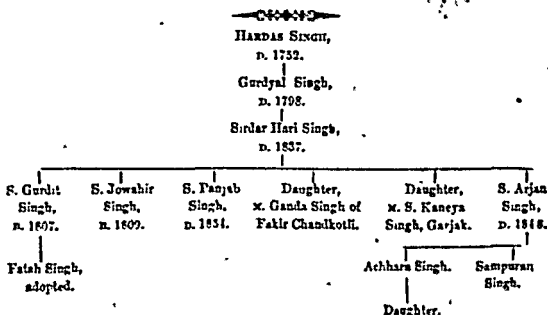 HARDAS SINGH,
D. 1752.
Gurdyal Singh,
D. 1798.
Sirdar Hari Singh,
D. 1837.
S. Gurdit Singh, B. 1807.
S. Jowahir Singh, B. 1809.
S. Panjab Singh. D. 1854.
Daughter, M. Ganda Singh of Fakir Chandkotli.
Daughter, M. S. Kaneya Singh, Garjak.
S. Arjan Singh, D. 1848.
Fatah Singh, adopted.
Achhara Singh.
Sampuran Singh.
Daughter.